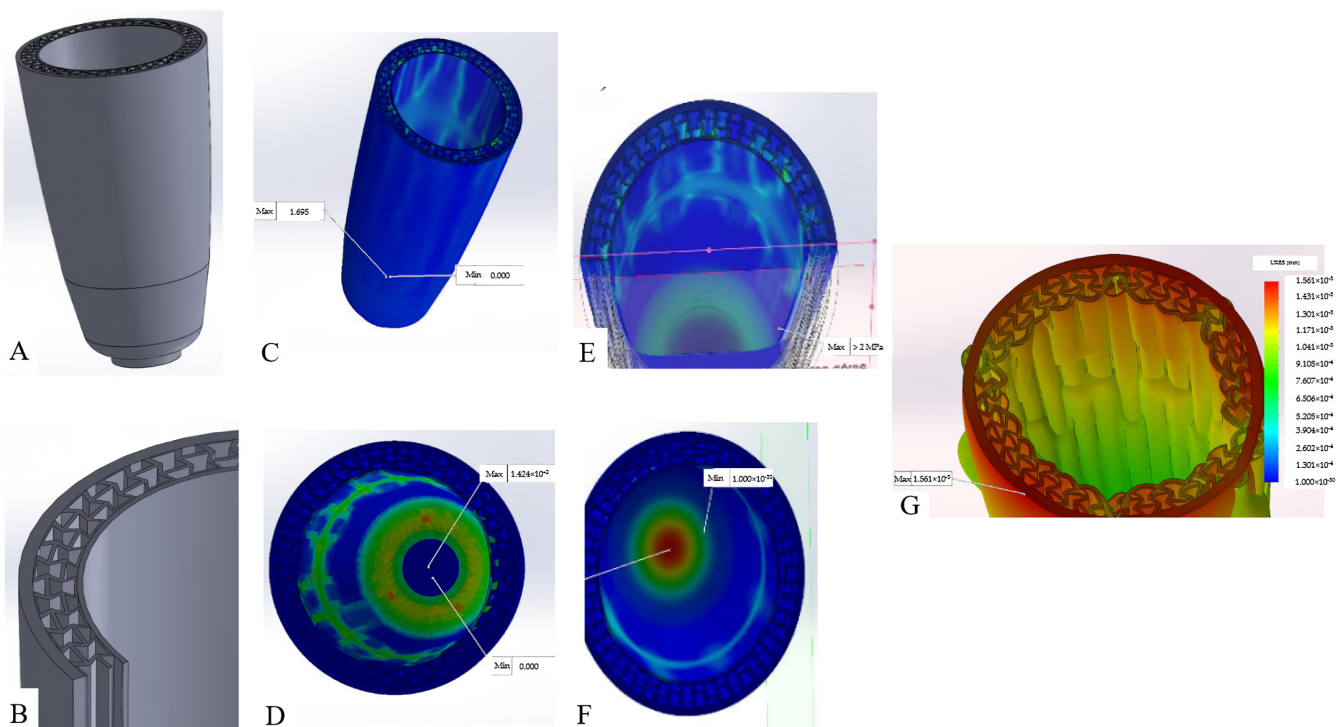 A
B
C
Max 1.695
Min 0.000
D
Max 1.424×10⁻²
Min 0.000
E
Max >2 MPa
F
Min 1.000×10⁻³⁰
G
Max 1.561×10⁻³
URES (mm)
1.561×10⁻³
1.431×10⁻³
1.301×10⁻³
1.171×10⁻³
1.041×10⁻³
9.108×10⁻⁴
7.607×10⁻⁴
6.506×10⁻⁴
5.205×10⁻⁴
3.904×10⁻⁴
2.602×10⁻⁴
1.301×10⁻⁴
1.000×10⁻³⁰